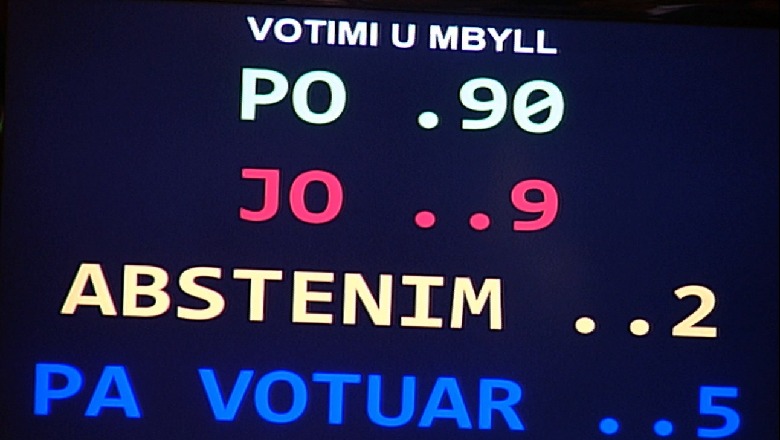 VOTIMI U MBYLL
PO .90
JO ..9
ABSTENIM ..2
PA VOTUAR ..5